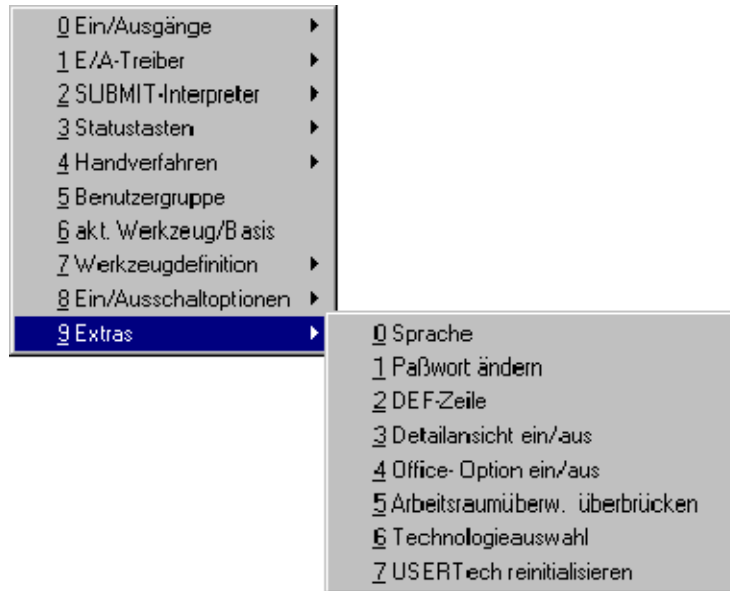 0 Ein/Ausgänge
1 E/A-Treiber
2 SUBMIT-Interpreter
3 Statustasten
4 Handverfahren
5 Benutzergruppe
6 akt. Werkzeug/Basis
7 Werkzeugdefinition
8 Ein/Ausschaltoptionen
9 Extras
0 Sprache
1 Paßwort ändern
2 DEF-Zeile
3 Detailansicht ein/aus
4 Office- Option ein/aus
5 Arbeitsraumüberw. überbrücken
6 Technologieauswahl
7 USERTech reinitialisieren